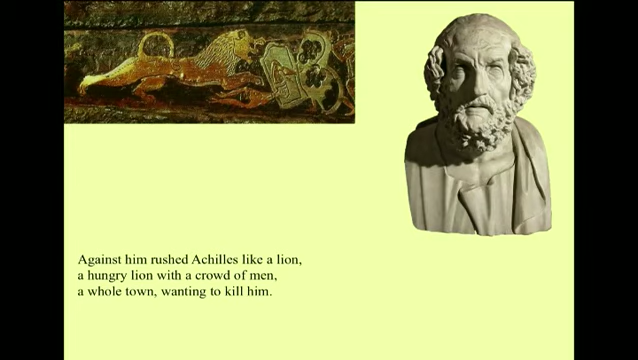 Against him rushed Achilles like a lion,
a hungry lion with a crowd of men,
a whole town, wanting to kill him.